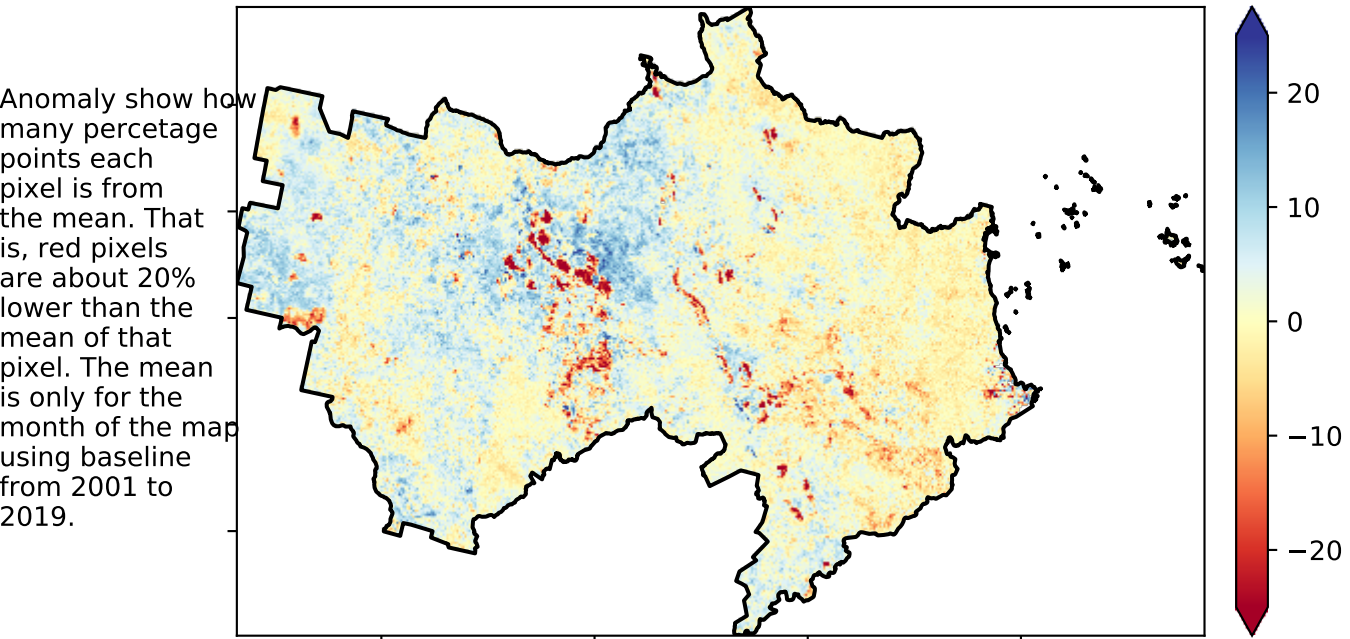 Anomaly show how
many percetage
points each
pixel is from
the mean. That
is, red pixels
are about 20%
lower than the
mean of that
pixel. The mean
is only for the
month of the map
using baseline
from 2001 to
2019.
20
10
0
−10
−20